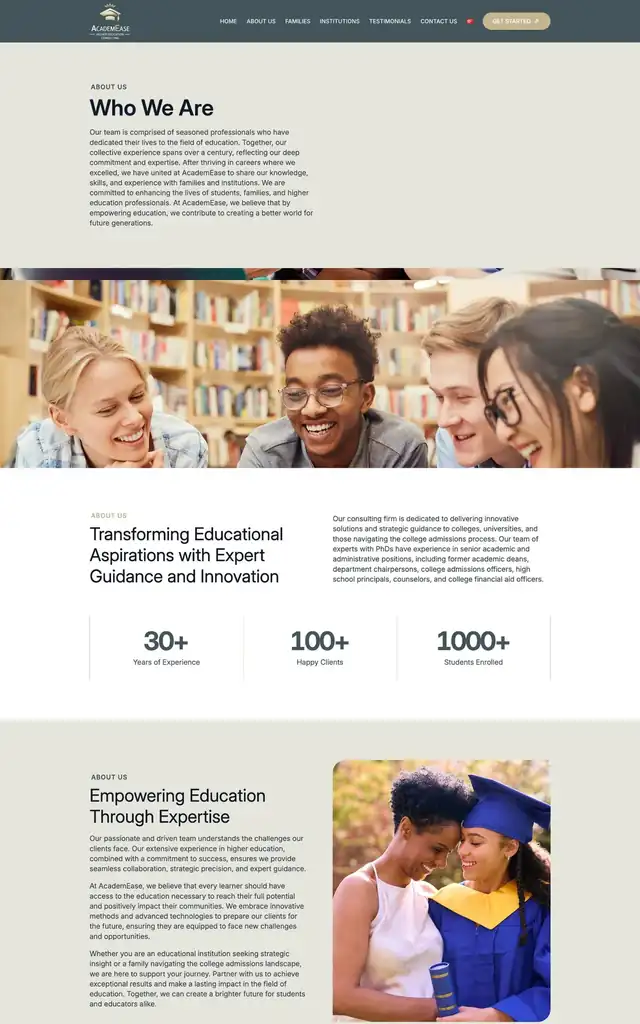 ACADEMEASE
HOME ABOUT US FAMILIES INSTITUTIONS TESTIMONIALS CONTACT US GET STARTED ↗
ABOUT US
Who We Are
Our team is comprised of seasoned professionals who have
dedicated their lives to the field of education. Together, our
collective experience spans over a century, reflecting our deep
commitment and expertise. After thriving in careers where we
excelled, we have united at AcademEase to share our knowledge,
skills, and experience with families and institutions. We are
committed to enhancing the lives of students, families, and higher
education professionals. At AcademEase, we believe that by
empowering education, we contribute to creating a better world for
future generations.
ABOUT US
Transforming Educational
Aspirations with Expert
Guidance and Innovation
Our consulting firm is dedicated to delivering innovative
solutions and strategic guidance to colleges, universities, and
those navigating the college admissions process. Our team of
experts with PhDs have experience in senior academic and
administrative positions, including former academic deans,
department chairpersons, college admissions officers, high
school principals, counselors, and college financial aid officers.
30+
Years of Experience
100+
Happy Clients
1000+
Students Enrolled
ABOUT US
Empowering Education
Through Expertise
Our passionate and driven team understands the challenges our
clients face. Our extensive experience in higher education,
combined with a commitment to success, ensures we provide
seamless collaboration, strategic precision, and expert guidance.
At AcademEase, we believe that every learner should have
access to the education necessary to reach their full potential
and positively impact their communities. We embrace innovative
methods and advanced technologies to prepare our clients for
the future, ensuring they are equipped to face new challenges
and opportunities.
Whether you are an educational institution seeking strategic
insight or a family navigating the college admissions landscape,
we are here to support your journey. Partner with us to achieve
exceptional results and make a lasting impact in the field of
education. Together, we can create a brighter future for students
and educators alike.